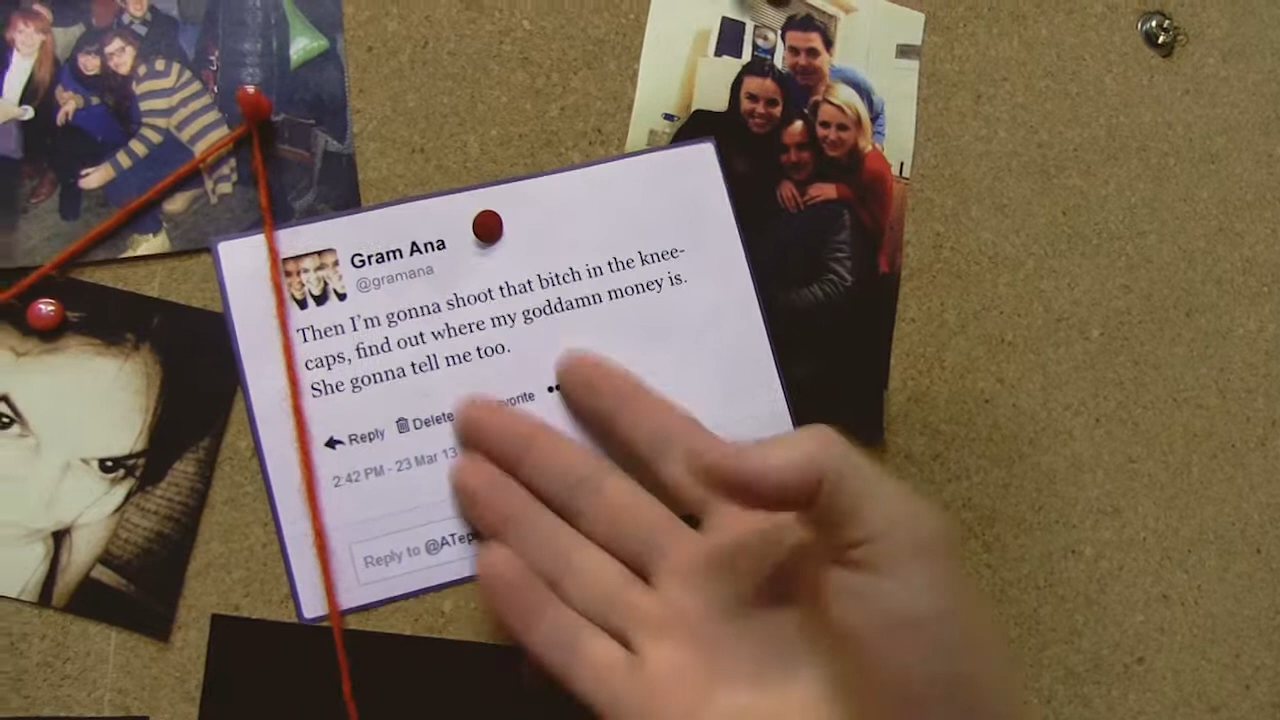 Gram Ana
@gramana
Then I'm gonna shoot that bitch in the knee-
caps, find out where my goddamn money is.
She gonna tell me too.
Reply Delete
2:42 PM - 23 Mar 13
Reply to